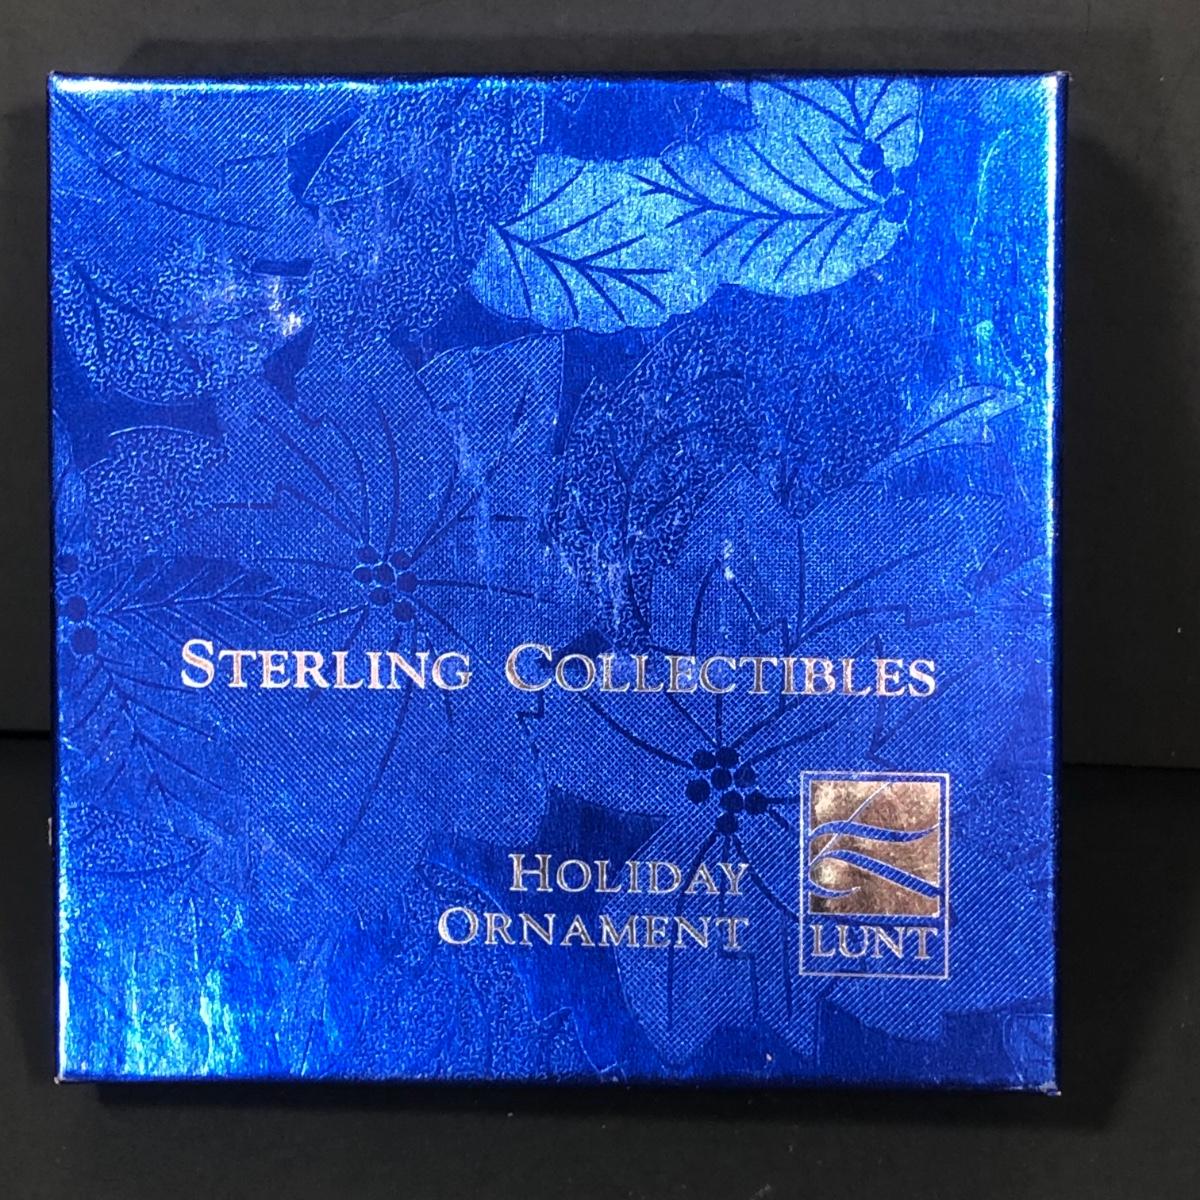 STERLING COLLECTIBLES
HOLIDAY
ORNAMENT
LUNT